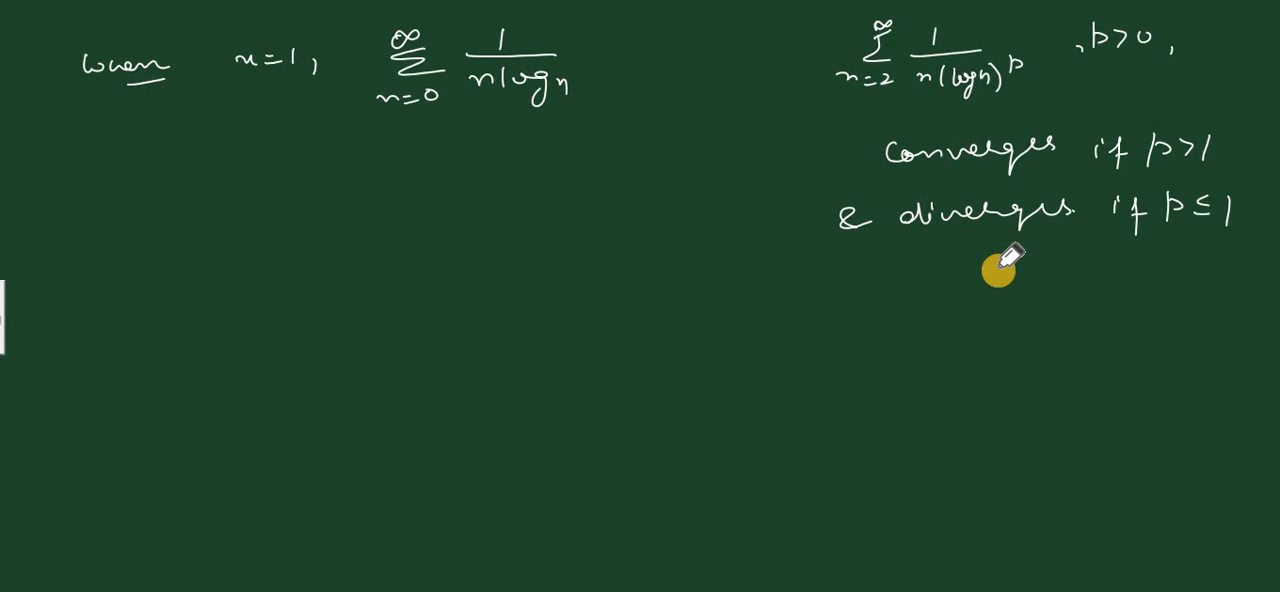 when x=1, ∞ Σ n=0 1/(n log n)
∞ Σ n=2 1/(n(log n)^p) , p>0,
converges if p>1
& diverges if p ≤ 1